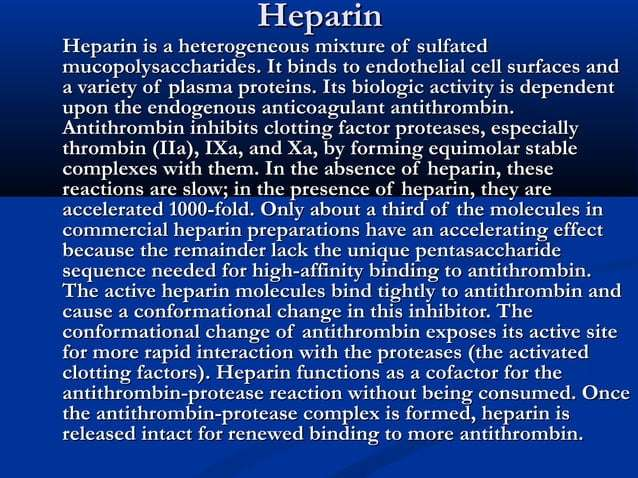 Heparin
Heparin is a heterogeneous mixture of sulfated
mucopolysaccharides. It binds to endothelial cell surfaces and
a variety of plasma proteins. Its biologic activity is dependent
upon the endogenous anticoagulant antithrombin.
Antithrombin inhibits clotting factor proteases, especially
thrombin (IIa), IXa, and Xa, by forming equimolar stable
complexes with them. In the absence of heparin, these
reactions are slow; in the presence of heparin, they are
accelerated 1000-fold. Only about a third of the molecules in
commercial heparin preparations have an accelerating effect
because the remainder lack the unique pentasaccharide
sequence needed for high-affinity binding to antithrombin.
The active heparin molecules bind tightly to antithrombin and
cause a conformational change in this inhibitor. The
conformational change of antithrombin exposes its active site
for more rapid interaction with the proteases (the activated
clotting factors). Heparin functions as a cofactor for the
antithrombin-protease reaction without being consumed. Once
the antithrombin-protease complex is formed, heparin is
released intact for renewed binding to more antithrombin.